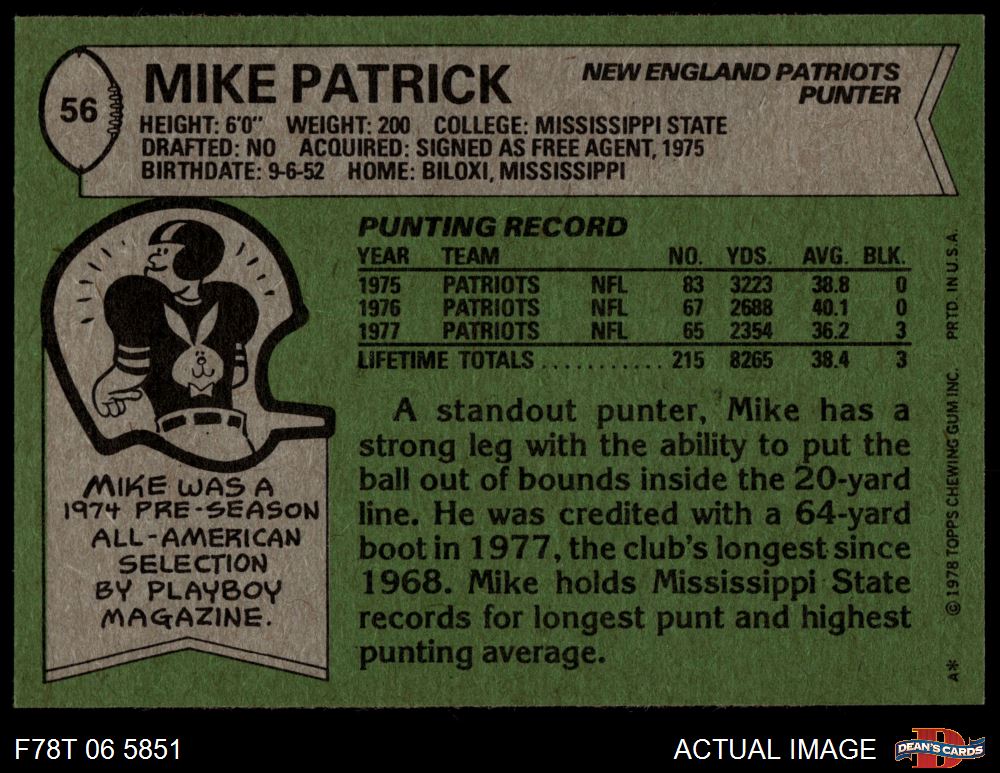 56
MIKE PATRICK
NEW ENGLAND PATRIOTS
PUNTER
HEIGHT: 6'0" WEIGHT: 200 COLLEGE: MISSISSIPPI STATE
DRAFTED: NO ACQUIRED: SIGNED AS FREE AGENT, 1975
BIRTHDATE: 9-6-52 HOME: BILOXI, MISSISSIPPI
PUNTING RECORD
YEAR TEAM NO. YDS. AVG. BLK.
1975 PATRIOTS NFL 83 3223 38.8 0
1976 PATRIOTS NFL 67 2688 40.1 0
1977 PATRIOTS NFL 65 2354 36.2 3
LIFETIME TOTALS ........... 215 8265 38.4 3
A standout punter, Mike has a
strong leg with the ability to put the
ball out of bounds inside the 20-yard
line. He was credited with a 64-yard
boot in 1977, the club's longest since
1968. Mike holds Mississippi State
records for longest punt and highest
punting average.
MIKE WAS A
1974 PRE-SEASON
ALL-AMERICAN
SELECTION
BY PLAYBOY
MAGAZINE.
A* © 1978 TOPPS CHEWING GUM INC. PRTD. IN U.S.A.
F78T 06 5851
ACTUAL IMAGE
D
DEAN'S CARDS